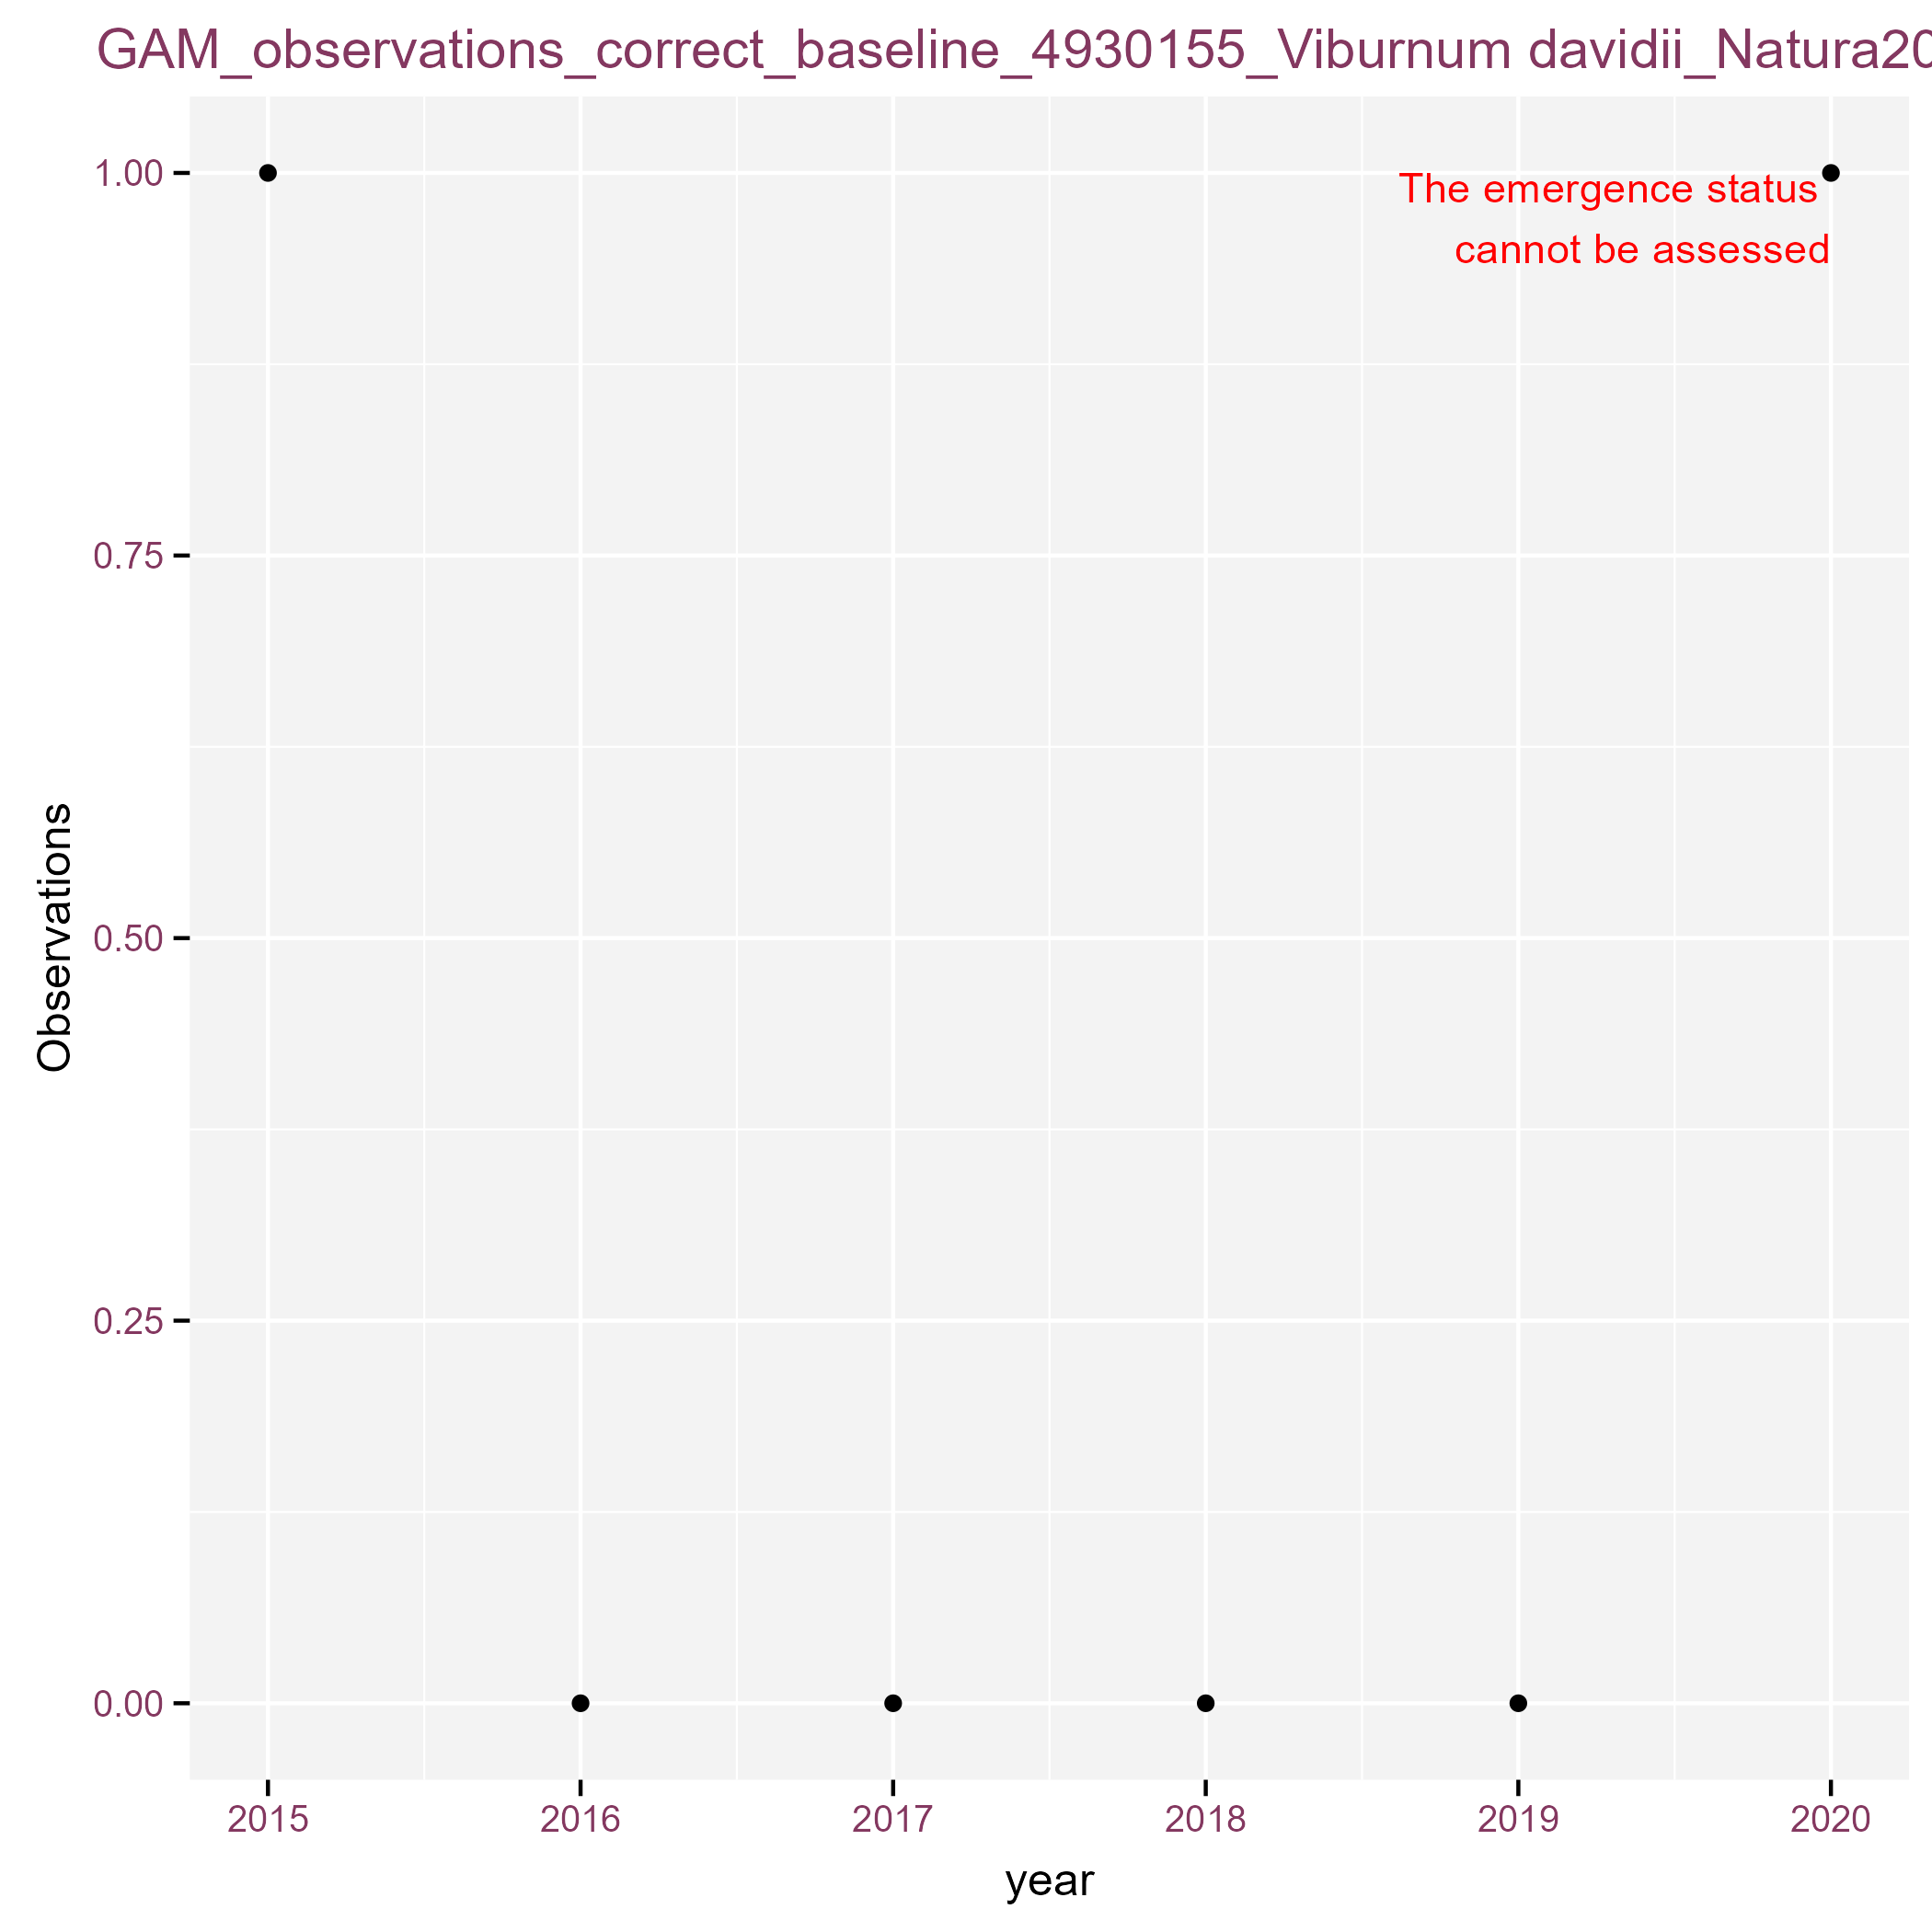 GAM_observations_correct_baseline_4930155_Viburnum davidii_Natura20
1.00
The emergence status
cannot be assessed
0.75
0.50
Observations
0.25
0.00
2015 2016 2017 2018 2019 2020
year